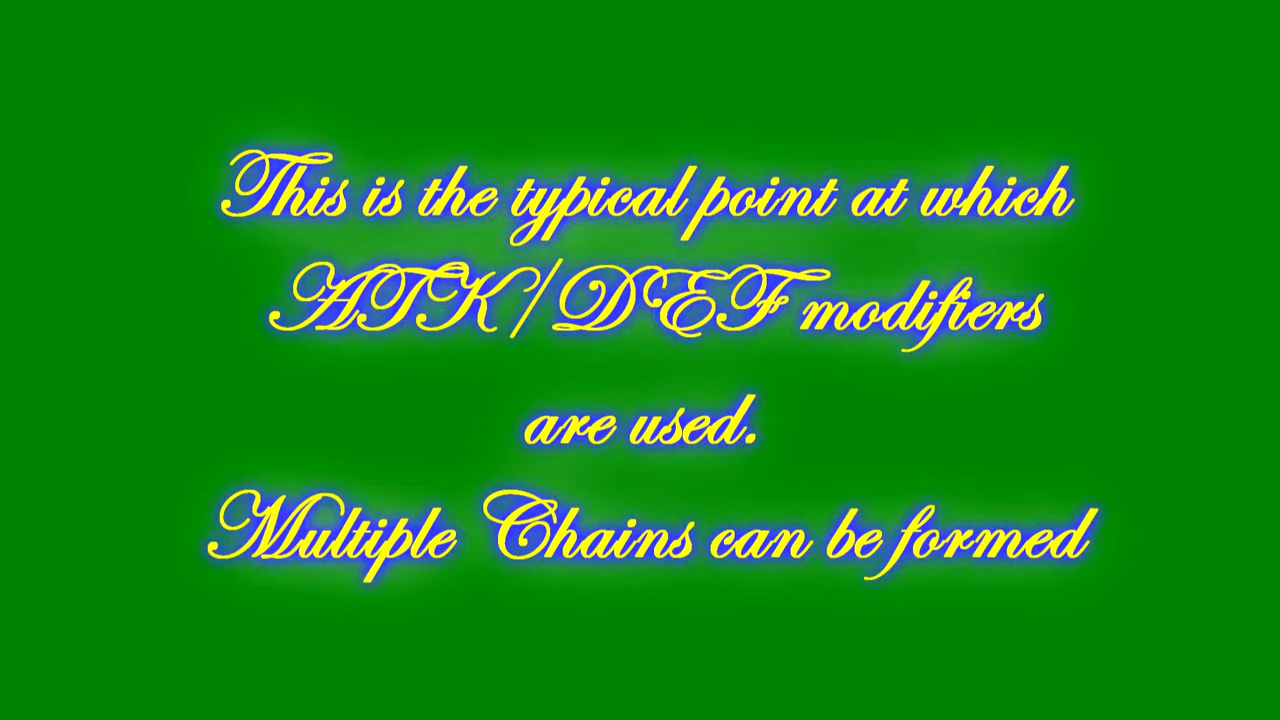 This is the typical point at which
ATK/DEF modifiers
are used.
Multiple Chains can be formed